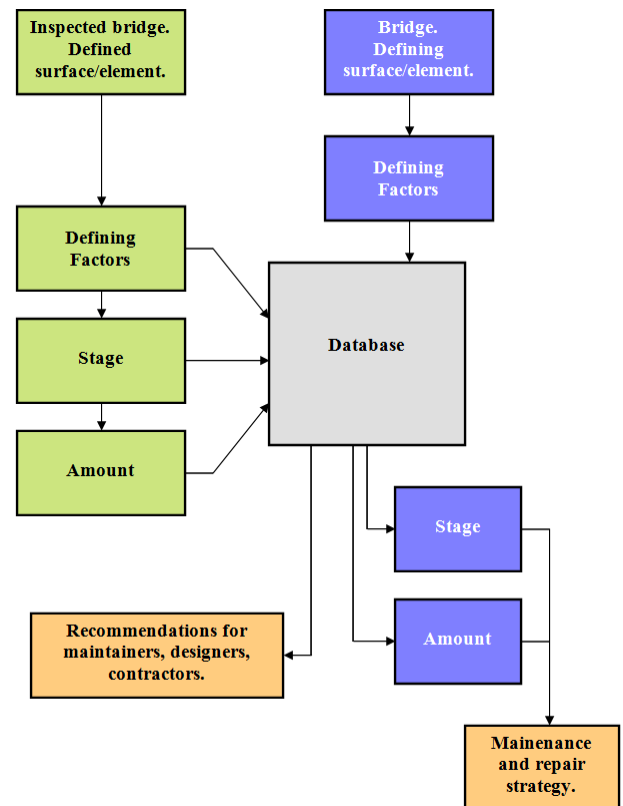 Inspected bridge.
Defined
surface/element.
Bridge.
Defining
surface/element.
Defining
Factors
Defining
Factors
Database
Stage
Amount
Stage
Amount
Recommendations for
maintainers, designers,
contractors.
Mainenance
and repair
strategy.